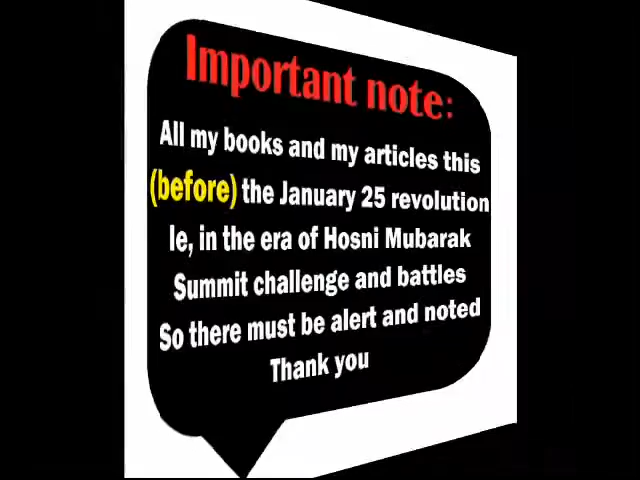 Important note:
All my books and my articles this
(before) the January 25 revolution
Ie, in the era of Hosni Mubarak
Summit challenge and battles
So there must be alert and noted
Thank you